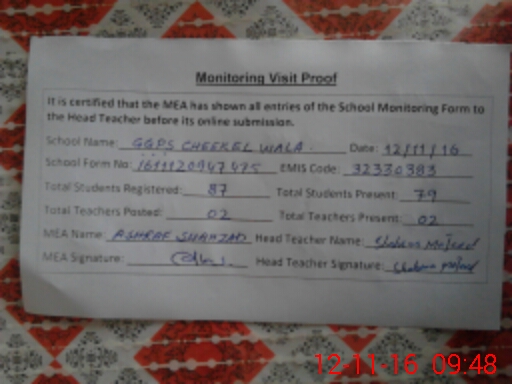 Monitoring Visit Proof
It is certified that the MEA has shown all entries of the School Monitoring Form to
the Head Teacher before its online submission.
School Name: GGPS CHEEKEL WALA. Date: 12/11/16
School Form No: EMIS Code: 32330383
Total Students Registered: 87 Total Students Present: 79
Total Teachers Posted: 02 Total Teachers Present: 02
MEA Name: ASHRAF SHAHZAD Head Teacher Name:
MEA Signature: Head Teacher Signature:
12-11-16 09:48